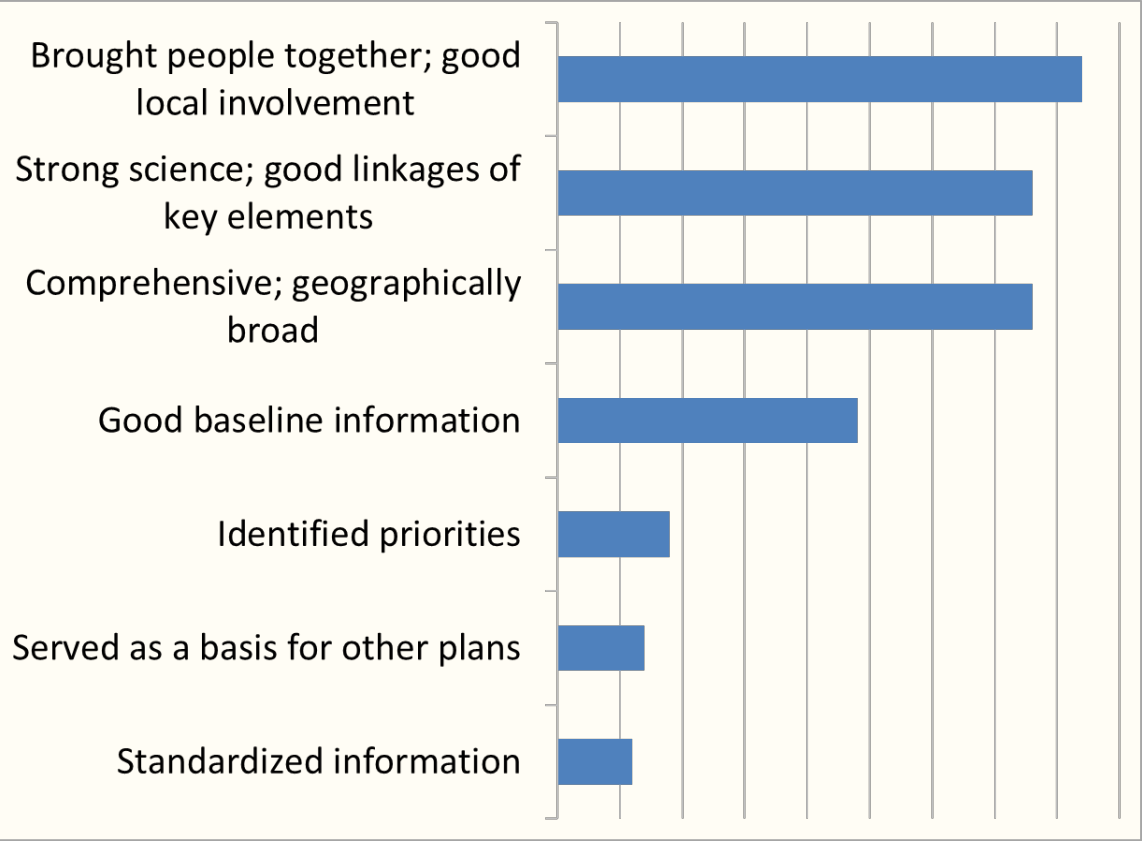 Brought people together; good
local involvement
Strong science; good linkages of
key elements
Comprehensive; geographically
broad
Good baseline information
Identified priorities
Served as a basis for other plans
Standardized information